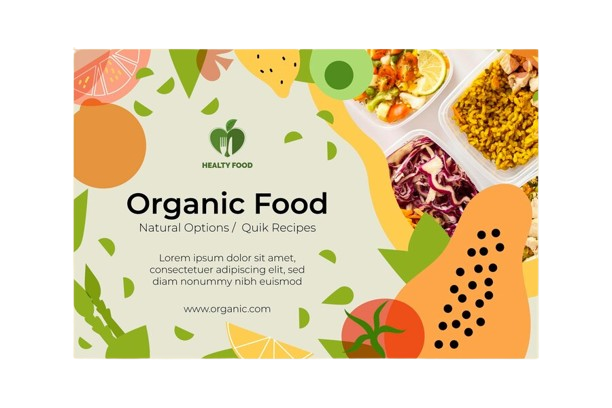 HEALTY FOOD
Organic Food
Natural Options / Quik Recipes
Lorem ipsum dolor sit amet,
consectetuer adipiscing elit, sed
diam nonummy nibh euismod
www.organic.com